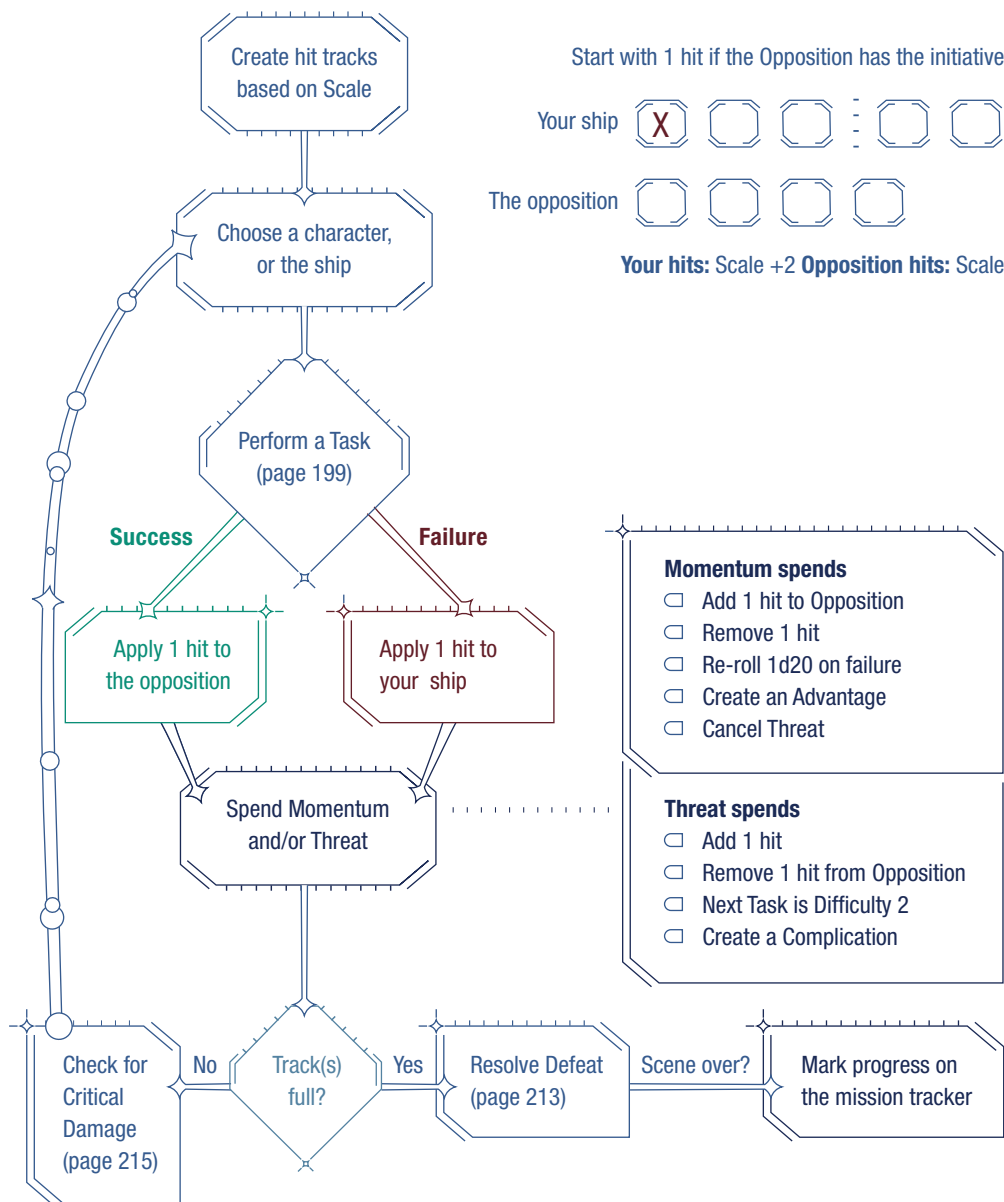 Create hit tracks
based on Scale
Start with 1 hit if the Opposition has the initiative
Your ship
X
The opposition
Your hits: Scale +2 Opposition hits: Scale
Choose a character,
or the ship
Perform a Task
(page 199)
Success
Failure
Apply 1 hit to
the opposition
Apply 1 hit to
your ship
Spend Momentum
and/or Threat
Momentum spends
Add 1 hit to Opposition
Remove 1 hit
Re-roll 1d20 on failure
Create an Advantage
Cancel Threat
Threat spends
Add 1 hit
Remove 1 hit from Opposition
Next Task is Difficulty 2
Create a Complication
Check for
Critical
Damage
(page 215)
No
Track(s)
full?
Yes
Resolve Defeat
(page 213)
Scene over?
Mark progress on
the mission tracker